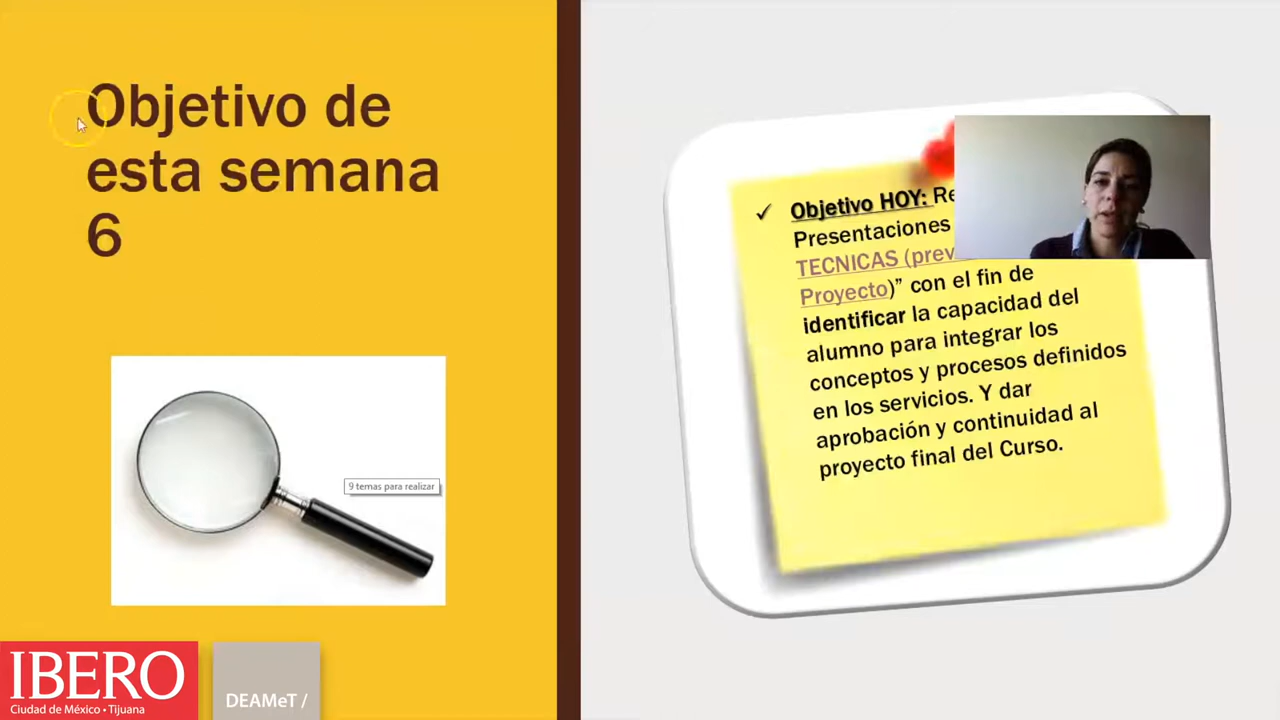 Objetivo de
esta semana
6
9 temas para realizar
IBERO
Ciudad de México • Tijuana
DEAMeT /
✓ Objetivo HOY:
Presentaciones
TECNICAS (prev
Proyecto)” con el fin de
identificar la capacidad del
alumno para integrar los
conceptos y procesos definidos
en los servicios. Y dar
aprobación y continuidad al
proyecto final del Curso.